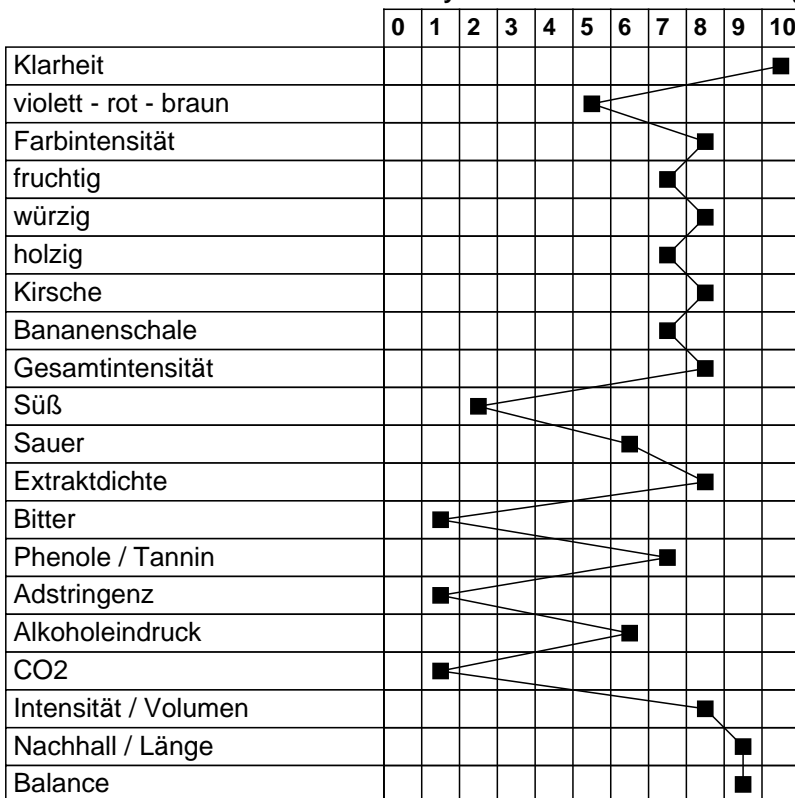 0 1 2 3 4 5 6 7 8 9 10
Klarheit
violett - rot - braun
Farbintensität
fruchtig
würzig
holzig
Kirsche
Bananenschale
Gesamtintensität
Süß
Sauer
Extraktdichte
Bitter
Phenole / Tannin
Adstringenz
Alkoholeindruck
CO2
Intensität / Volumen
Nachhall / Länge
Balance